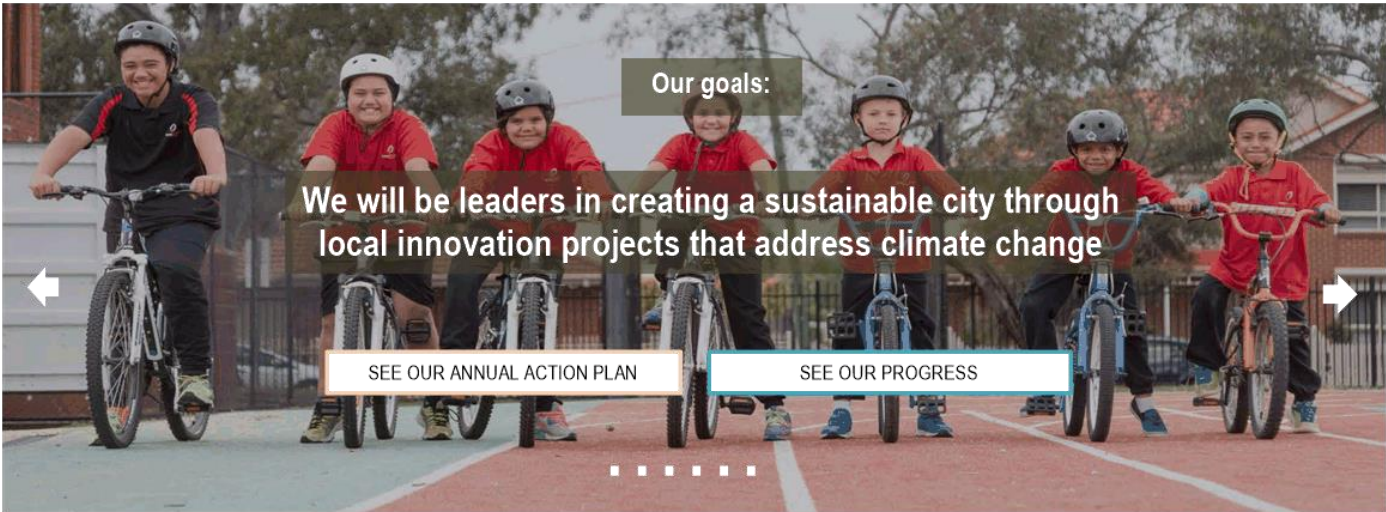 Our goals:
We will be leaders in creating a sustainable city through
local innovation projects that address climate change
SEE OUR ANNUAL ACTION PLAN
SEE OUR PROGRESS